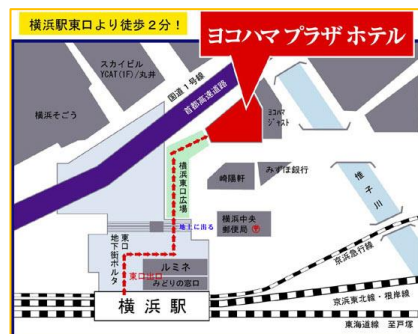 横浜駅東口より徒歩2分！
ヨコハマ プラザ ホテル
スカイビル
YCAT(1F)/丸井
国道1号線
首都高速道路
横浜そごう
ヨコハマ
ジャスト
横浜東口広場
崎陽軒
みずほ銀行
帷子川
地上に出る
横浜中央
郵便局
京浜急行線
東口
地下街ポルタ
東口出口
ルミネ
みどりの窓口
横浜駅
京浜東北線・根岸線
東海道線 至戸塚